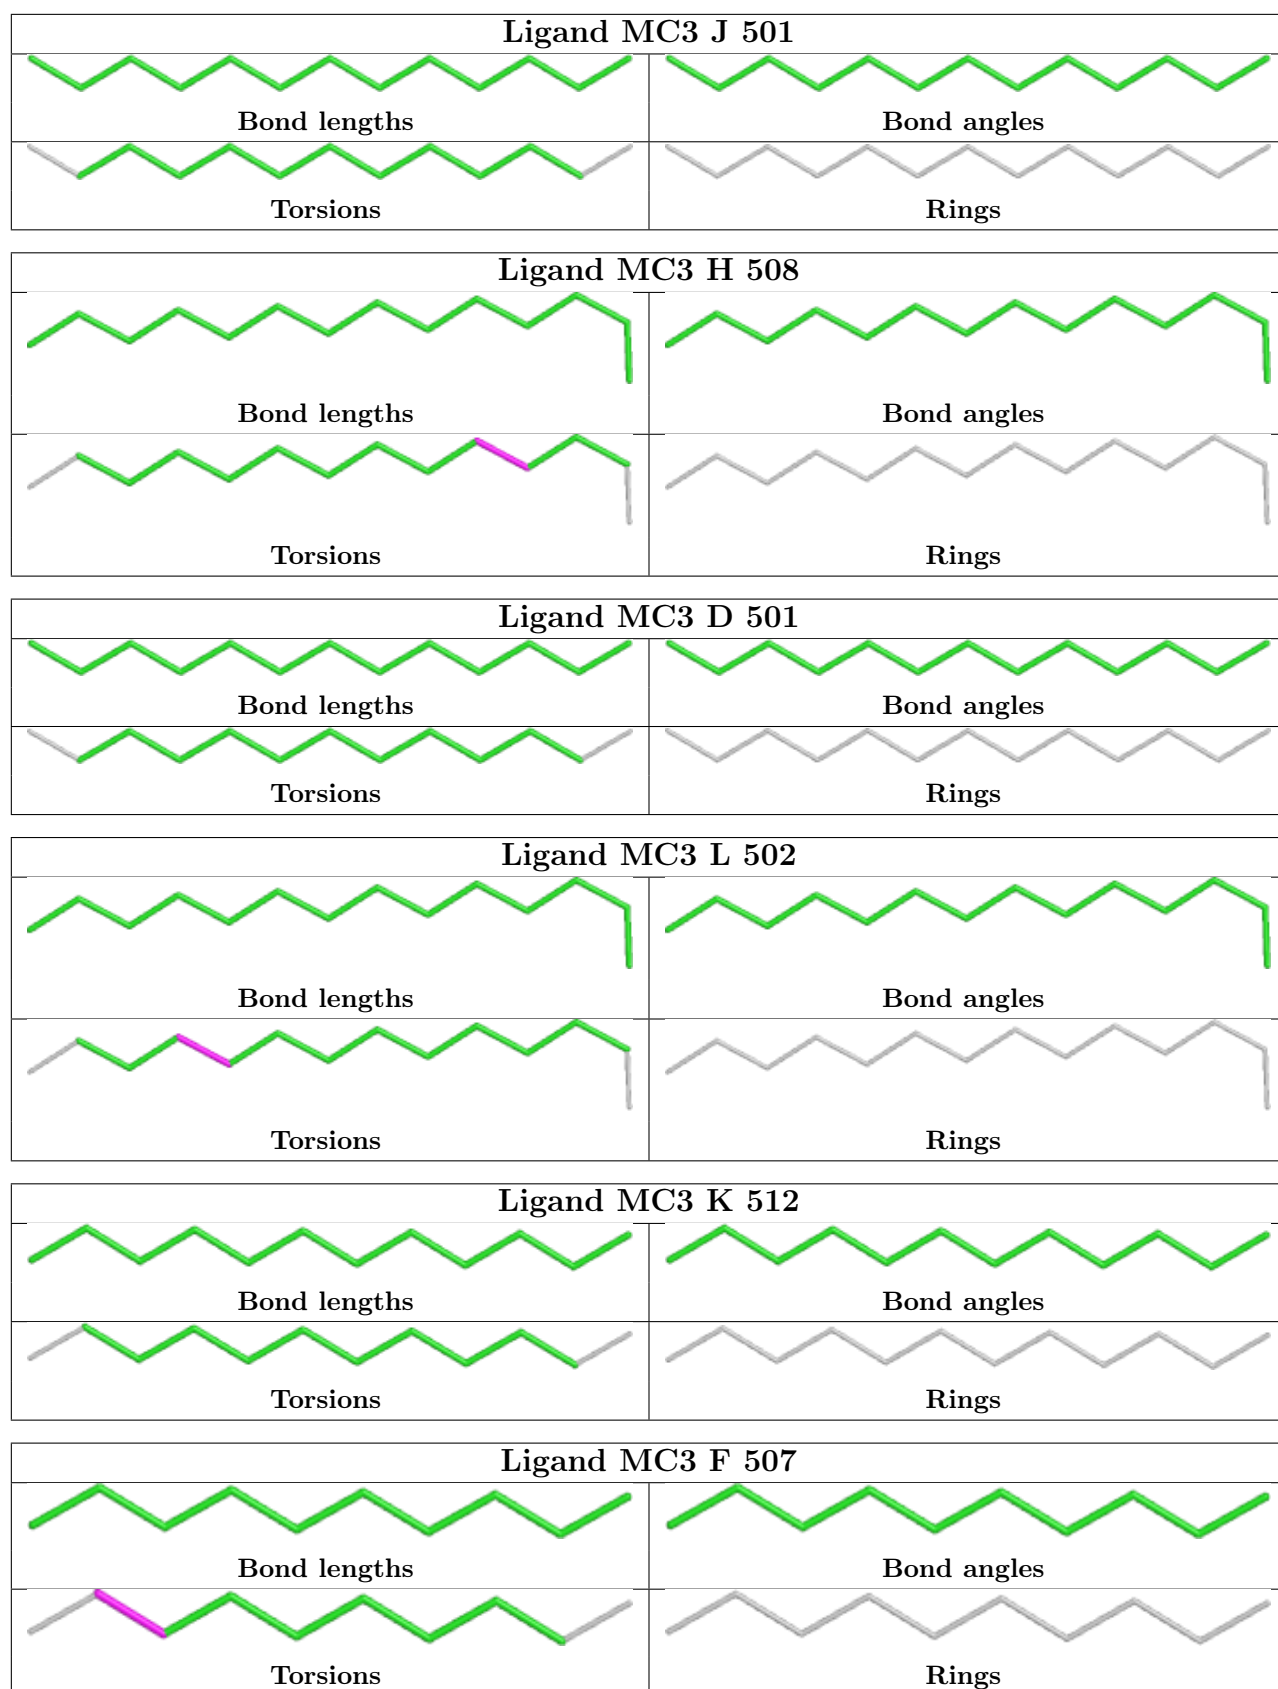 Ligand MC3 J 501
Bond lengths Bond angles
Torsions Rings
Ligand MC3 H 508
Bond lengths Bond angles
Torsions Rings
Ligand MC3 D 501
Bond lengths Bond angles
Torsions Rings
Ligand MC3 L 502
Bond lengths Bond angles
Torsions Rings
Ligand MC3 K 512
Bond lengths Bond angles
Torsions Rings
Ligand MC3 F 507
Bond lengths Bond angles
Torsions Rings